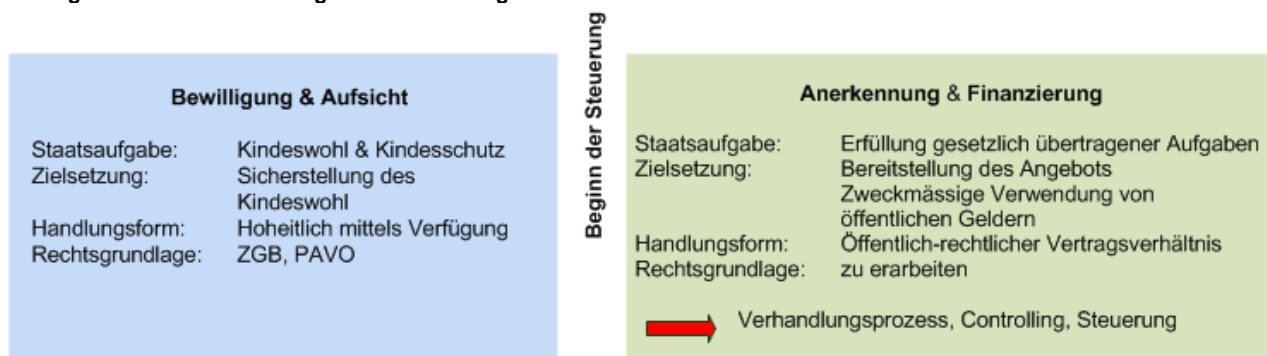 Bewilligung & Aufsicht
Staatsaufgabe: Kindeswohl & Kindesschutz
Zielsetzung: Sicherstellung des
Kindeswohl
Handlungsform: Hoheitlich mittels Verfügung
Rechtsgrundlage: ZGB, PAVO
Beginn der Steuerung
Anerkennung & Finanzierung
Staatsaufgabe: Erfüllung gesetzlich übertragener Aufgaben
Zielsetzung: Bereitstellung des Angebots
Zweckmässige Verwendung von
öffentlichen Geldern
Handlungsform: Öffentlich-rechtlicher Vertragsverhältnis
Rechtsgrundlage: zu erarbeiten
Verhandlungsprozess, Controlling, Steuerung